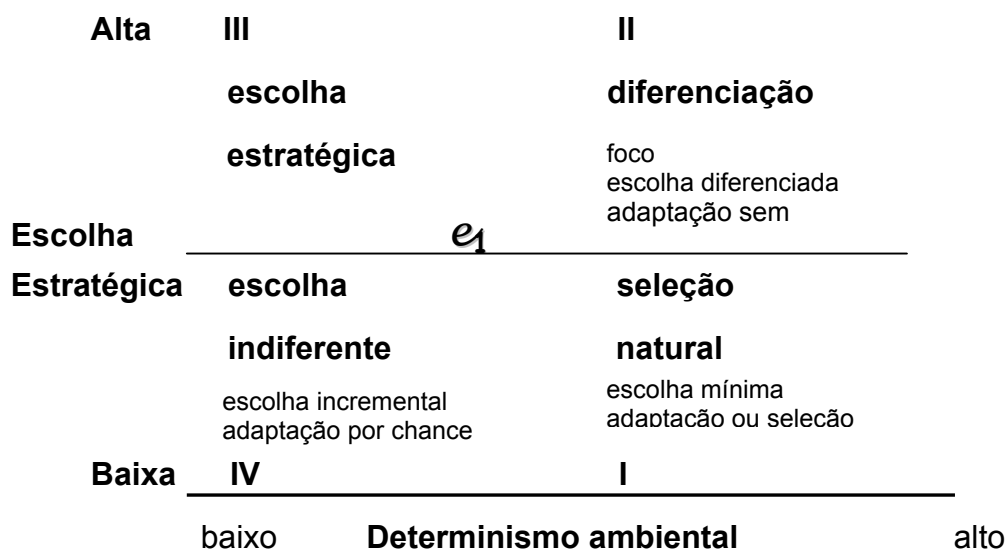 Alta III II
escolha diferenciação
estratégica foco
escolha diferenciada
adaptação sem
Escolha
Estratégica escolha seleção
indiferente natural
escolha incremental escolha mínima
adaptação por chance adaptação ou seleção
Baixa IV I
baixo Determinismo ambiental alto